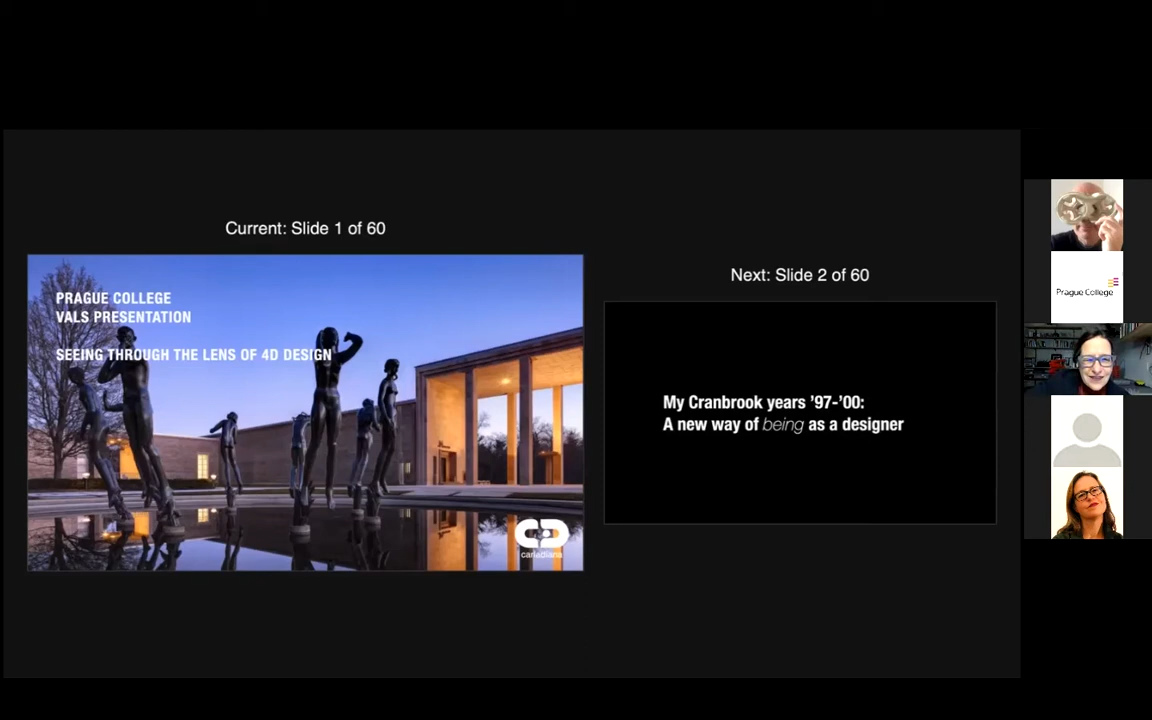 Current: Slide 1 of 60
PRAGUE COLLEGE
VALS PRESENTATION
SEEING THROUGH THE LENS OF 4D DESIGN
carladiana
Next: Slide 2 of 60
My Cranbrook years '97-'00:
A new way of being as a designer
Prague College